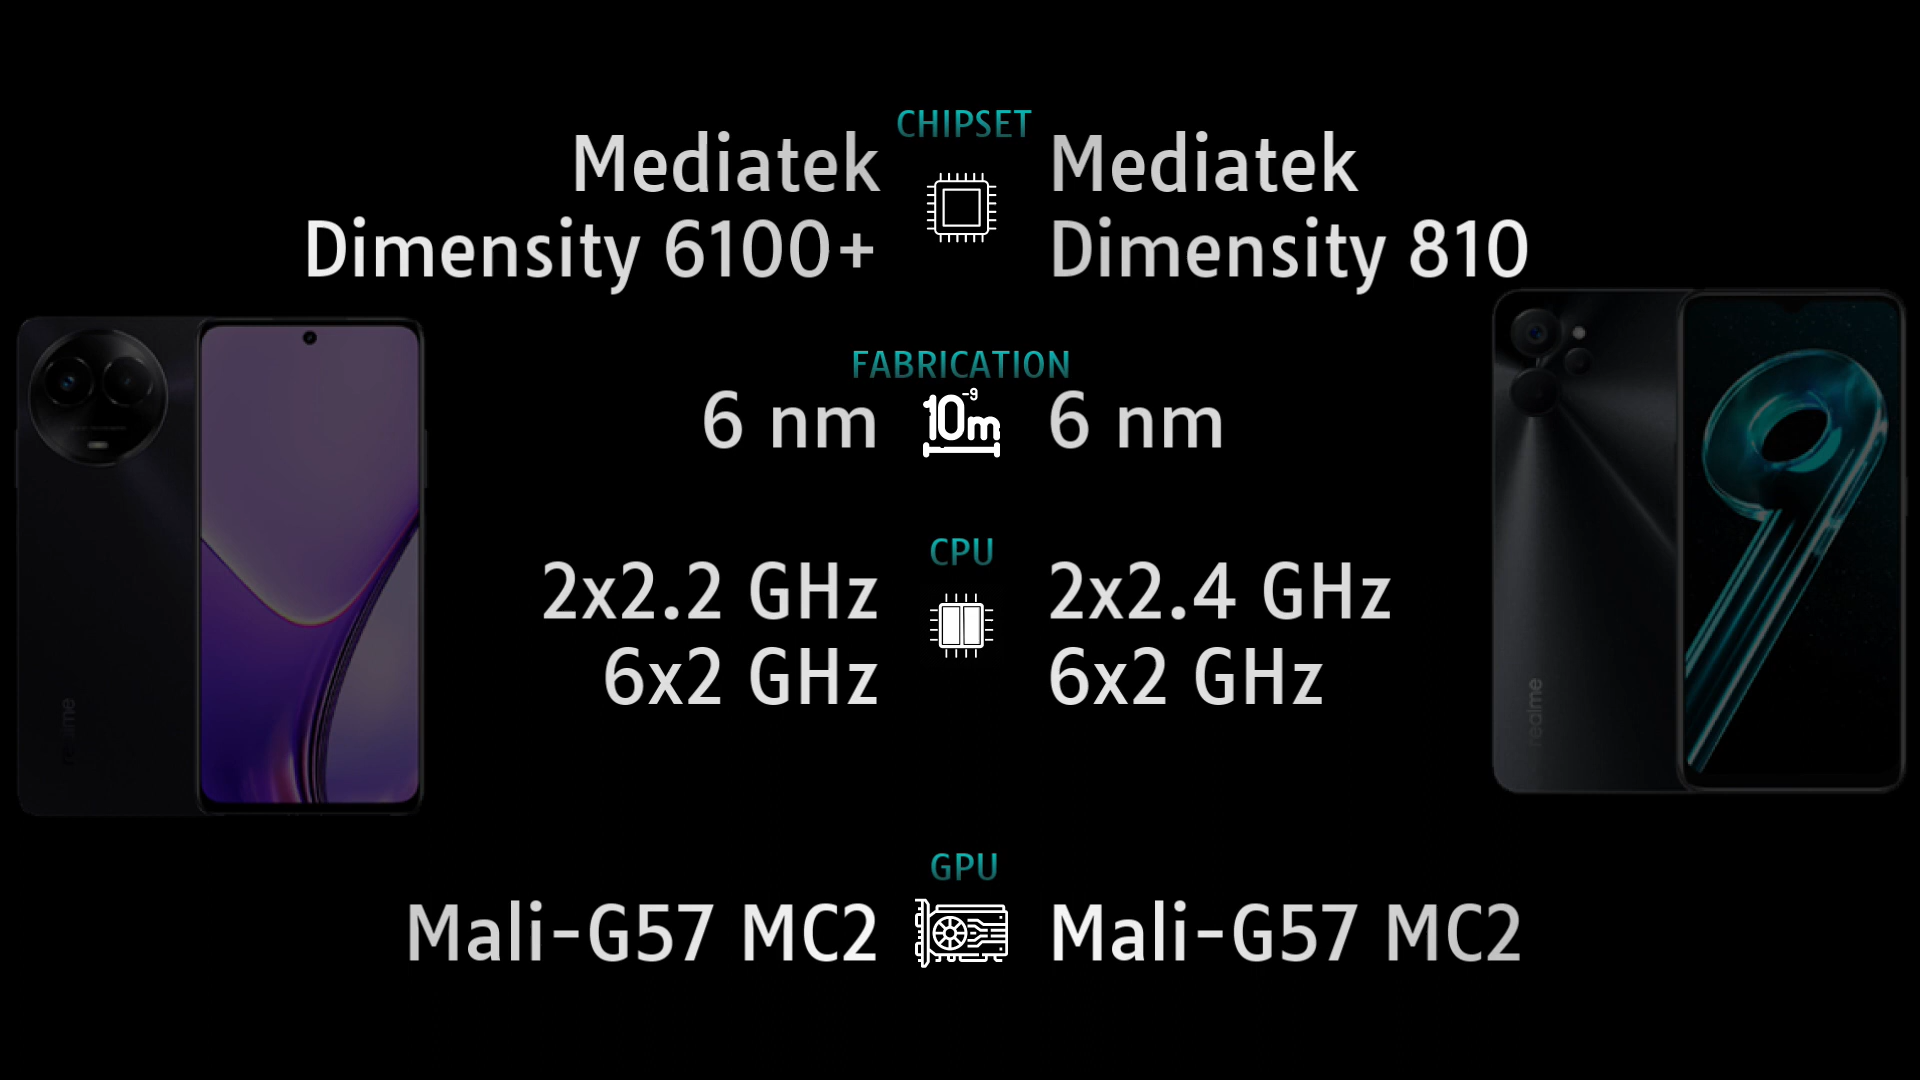 CHIPSET
Mediatek
Dimensity 6100+
Mediatek
Dimensity 810
FABRICATION
6 nm
10⁻⁹m
6 nm
CPU
2x2.2 GHz
6x2 GHz
2x2.4 GHz
6x2 GHz
GPU
Mali-G57 MC2
Mali-G57 MC2
realme
realme
9